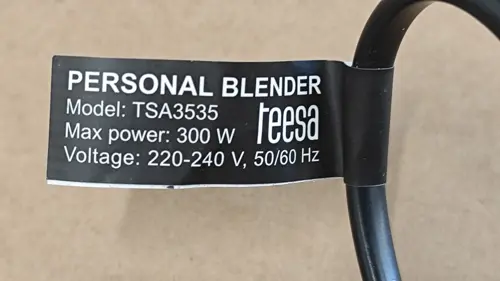 PERSONAL BLENDER
Model: TSA3535
Max power: 300 W
teesa
Voltage: 220-240 V, 50/60 Hz